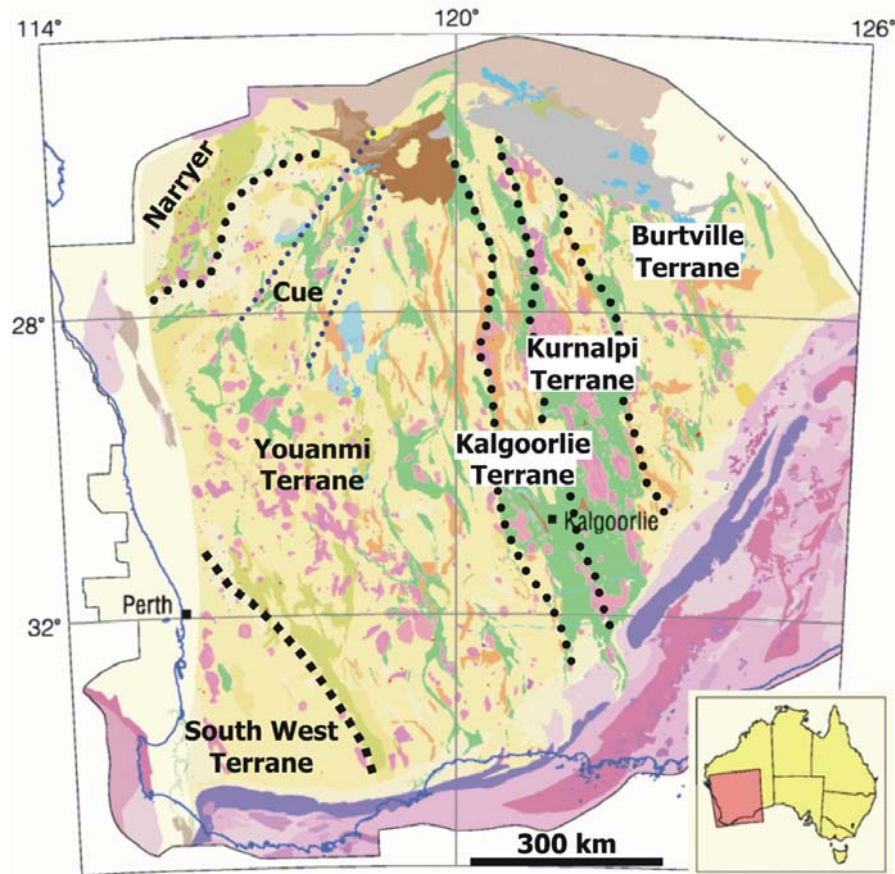 114°
120°
126°
Narryer
Burtville
Terrane
Cue
28°
Kurnalpi
Terrane
Youanmi
Terrane
Kalgoorlie
Terrane
Kalgoorlie
Perth
32°
South West
Terrane
300 km